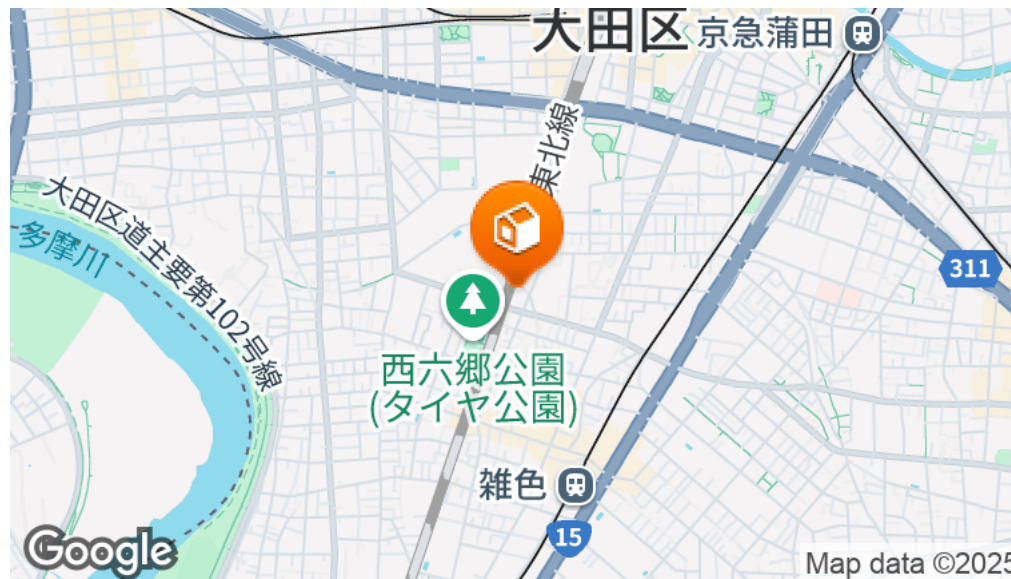 大田区
京急蒲田
東北線
大田区道主要第102号線
多摩川
311
西六郷公園
(タイヤ公園)
雑色
15
Google
Map data ©2025